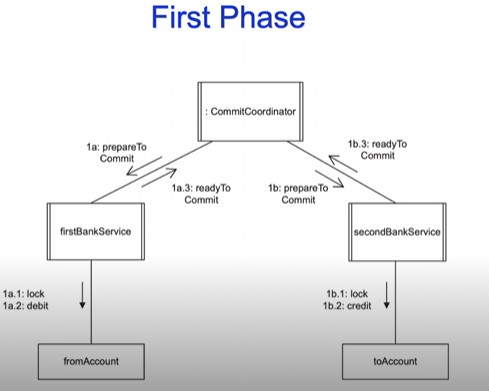 First Phase
: CommitCoordinator
1a: prepareTo
Commit
1b.3: readyTo
Commit
1a.3: readyTo
Commit
1b: prepareTo
Commit
firstBankService
secondBankService
1a.1: lock
1a.2: debit
1b.1: lock
1b.2: credit
fromAccount
toAccount